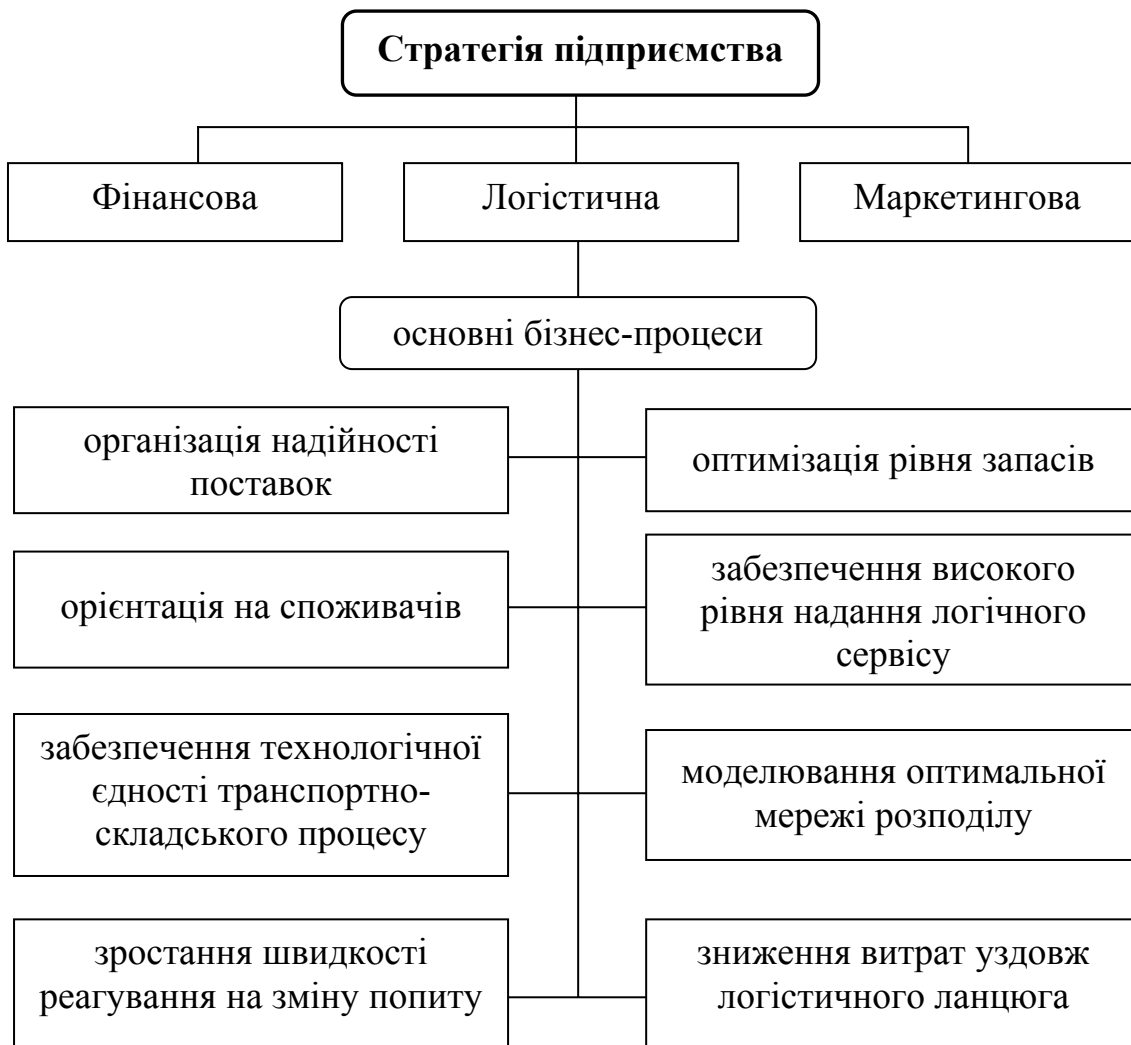 Стратегія підприємства
Фінансова
Логістична
Маркетингова
основні бізнес-процеси
організація надійності
поставок
оптимізація рівня запасів
орієнтація на споживачів
забезпечення високого
рівня надання логічного
сервісу
забезпечення технологічної
єдності транспортно-
складського процесу
моделювання оптимальної
мережі розподілу
зростання швидкості
реагування на зміну попиту
зниження витрат уздовж
логістичного ланцюга